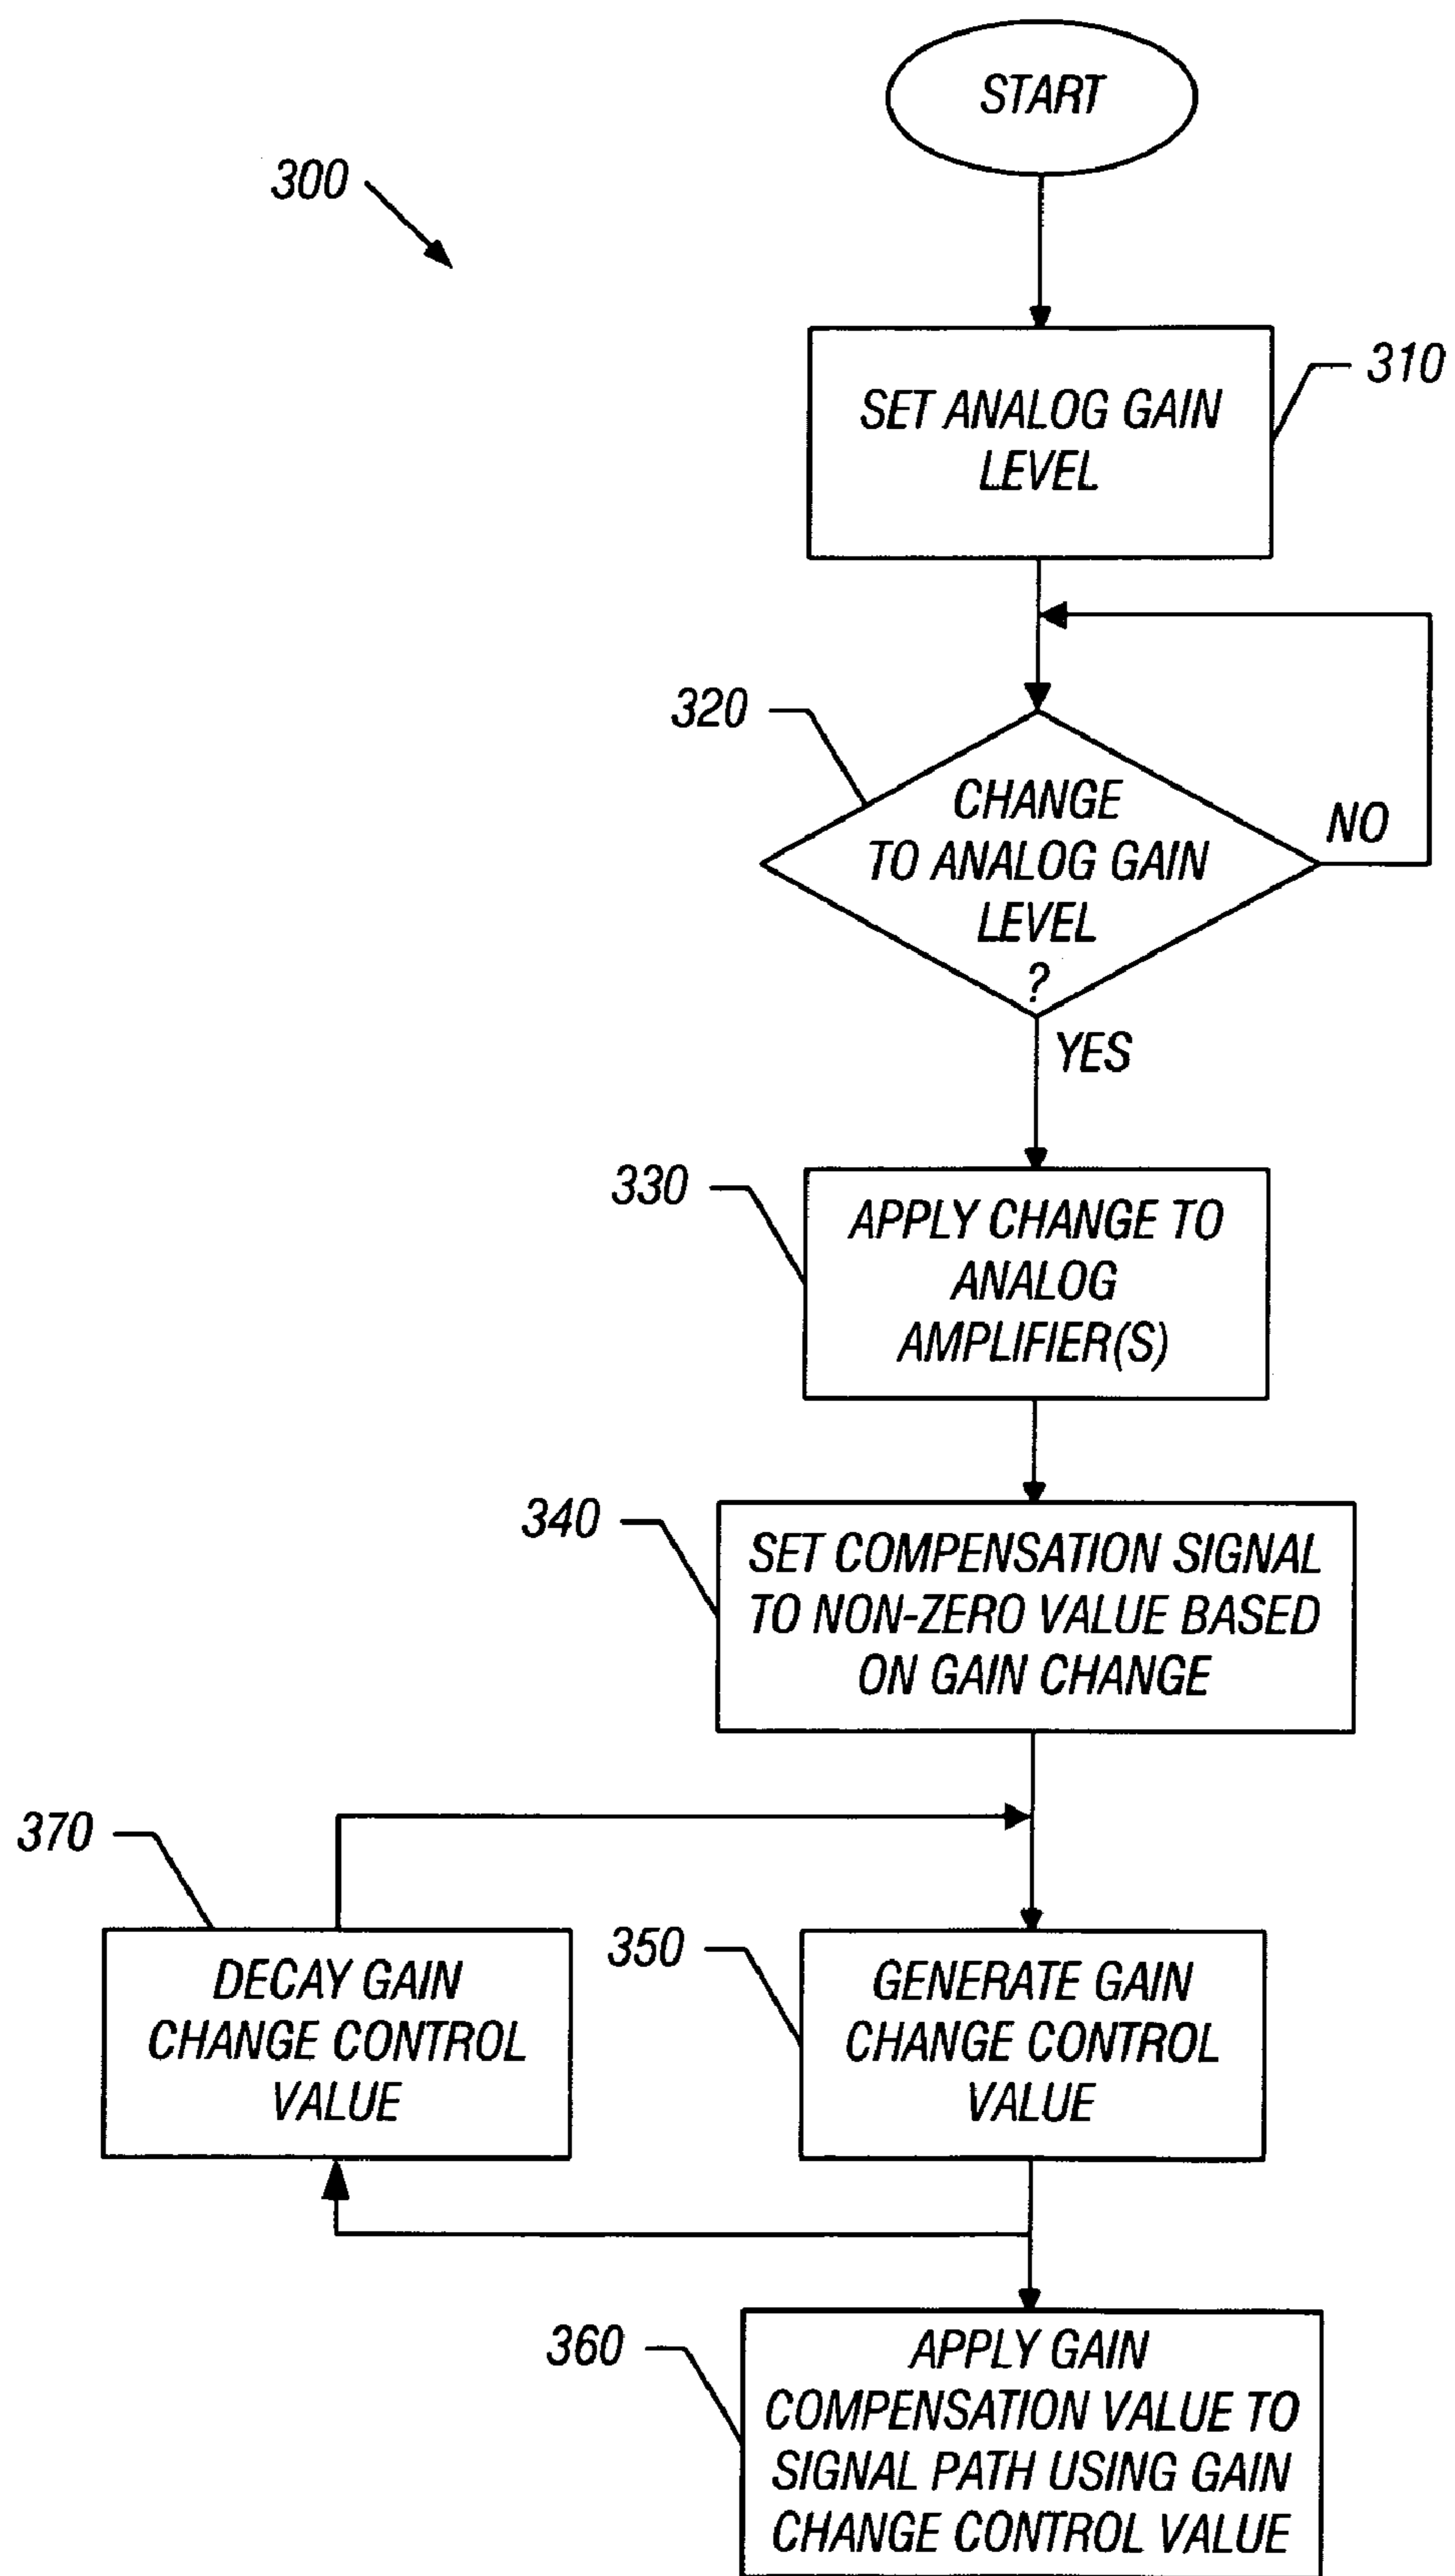 START
300
SET ANALOG GAIN
LEVEL
310
320
CHANGE
TO ANALOG GAIN
LEVEL
?
NO
YES
330
APPLY CHANGE TO
ANALOG
AMPLIFIER(S)
340
SET COMPENSATION SIGNAL
TO NON-ZERO VALUE BASED
ON GAIN CHANGE
370
DECAY GAIN
CHANGE CONTROL
VALUE
350
GENERATE GAIN
CHANGE CONTROL
VALUE
360
APPLY GAIN
COMPENSATION VALUE TO
SIGNAL PATH USING GAIN
CHANGE CONTROL VALUE